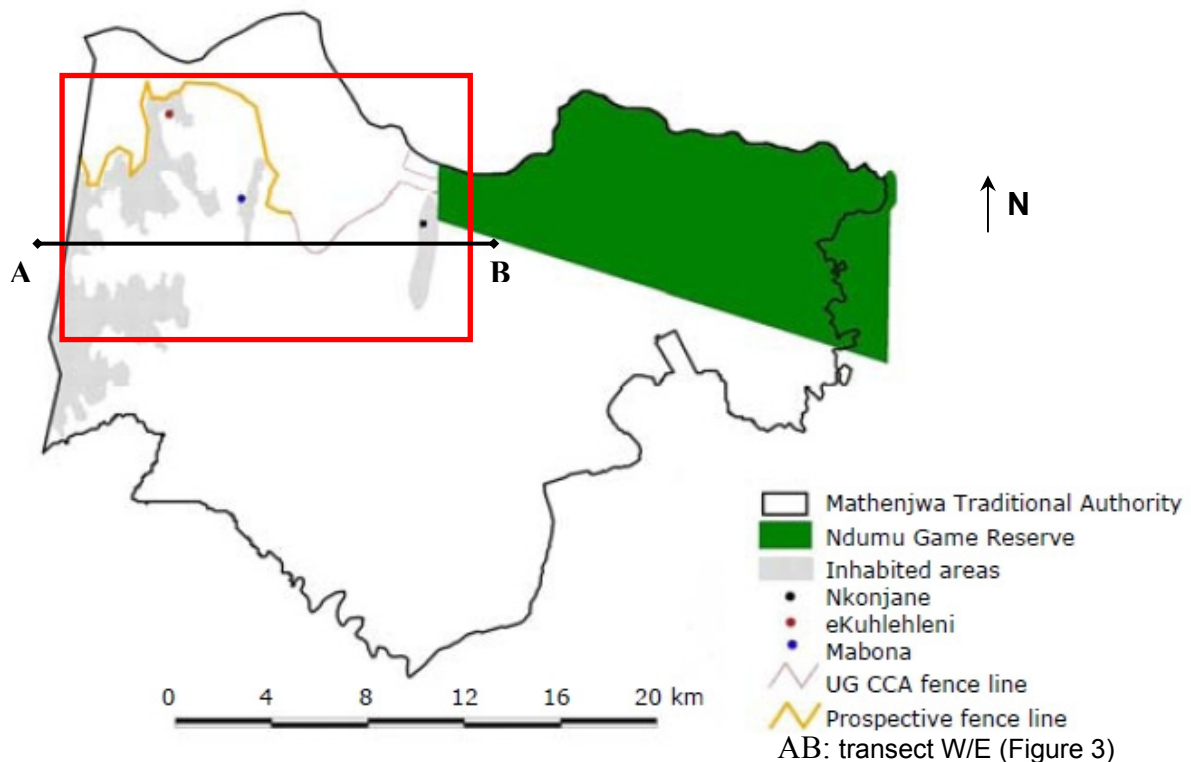 N
A
B
Mathenjwa Traditional Authority
Ndumu Game Reserve
Inhabited areas
Nkonjane
eKuhlehleni
Mabona
UG CCA fence line
Prospective fence line
AB: transect W/E (Figure 3)
0 4 8 12 16 20 km